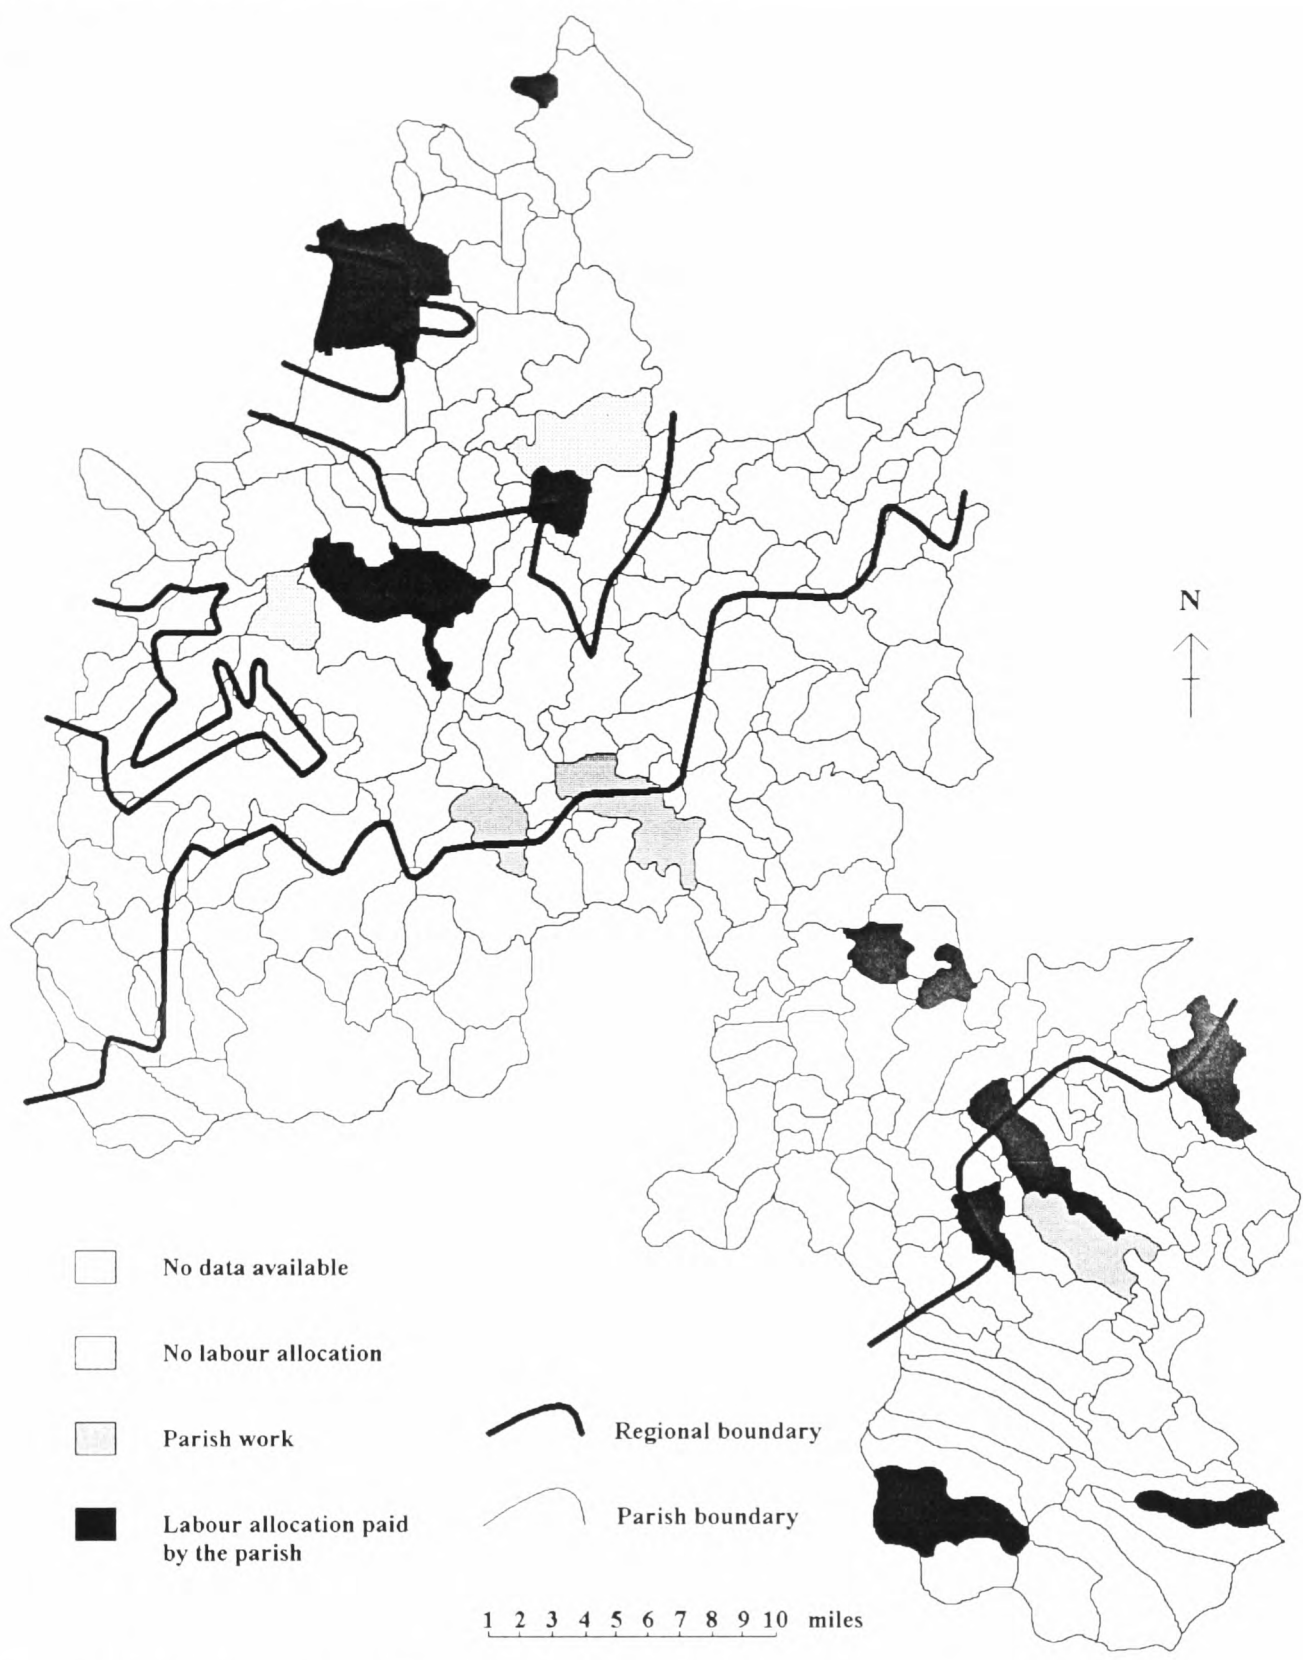 N
No data available
No labour allocation
Parish work
Labour allocation paid
by the parish
Regional boundary
Parish boundary
1 2 3 4 5 6 7 8 9 10 miles